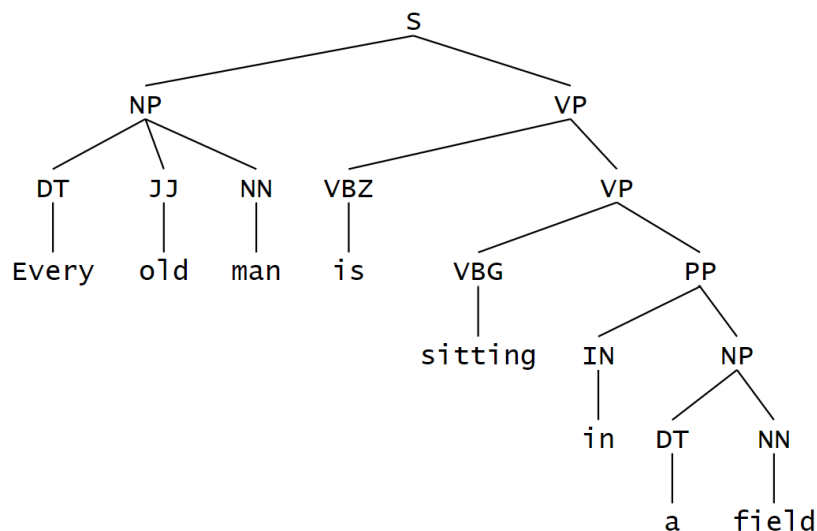 S
NP VP
DT JJ NN VBZ VP
Every old man is VBG PP
sitting IN NP
in DT NN
a field